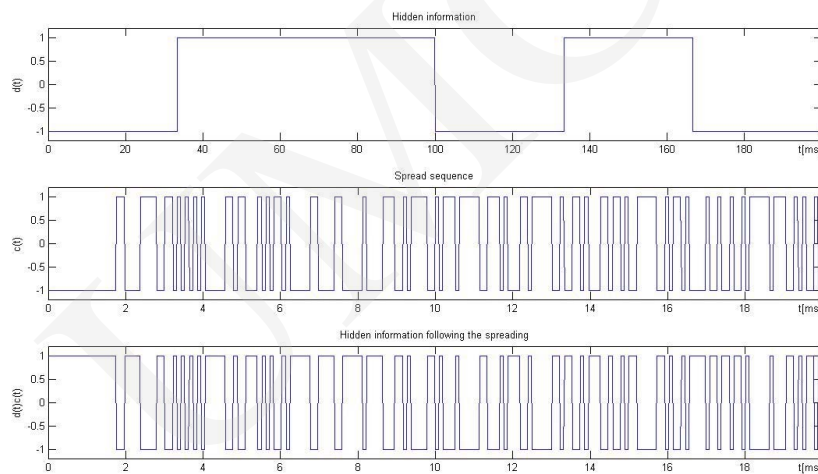 Hidden information
d(t)
1
0.5
0
-0.5
-1
0 20 40 60 80 100 120 140 160 180 t[ms
Spread sequence
c(t)
1
0.5
0
-0.5
-1
0 2 4 6 8 10 12 14 16 18 t[ms
Hidden information following the spreading
d(t)c(t)
1
0.5
0
-0.5
-1
0 2 4 6 8 10 12 14 16 18 t[ms
UMC